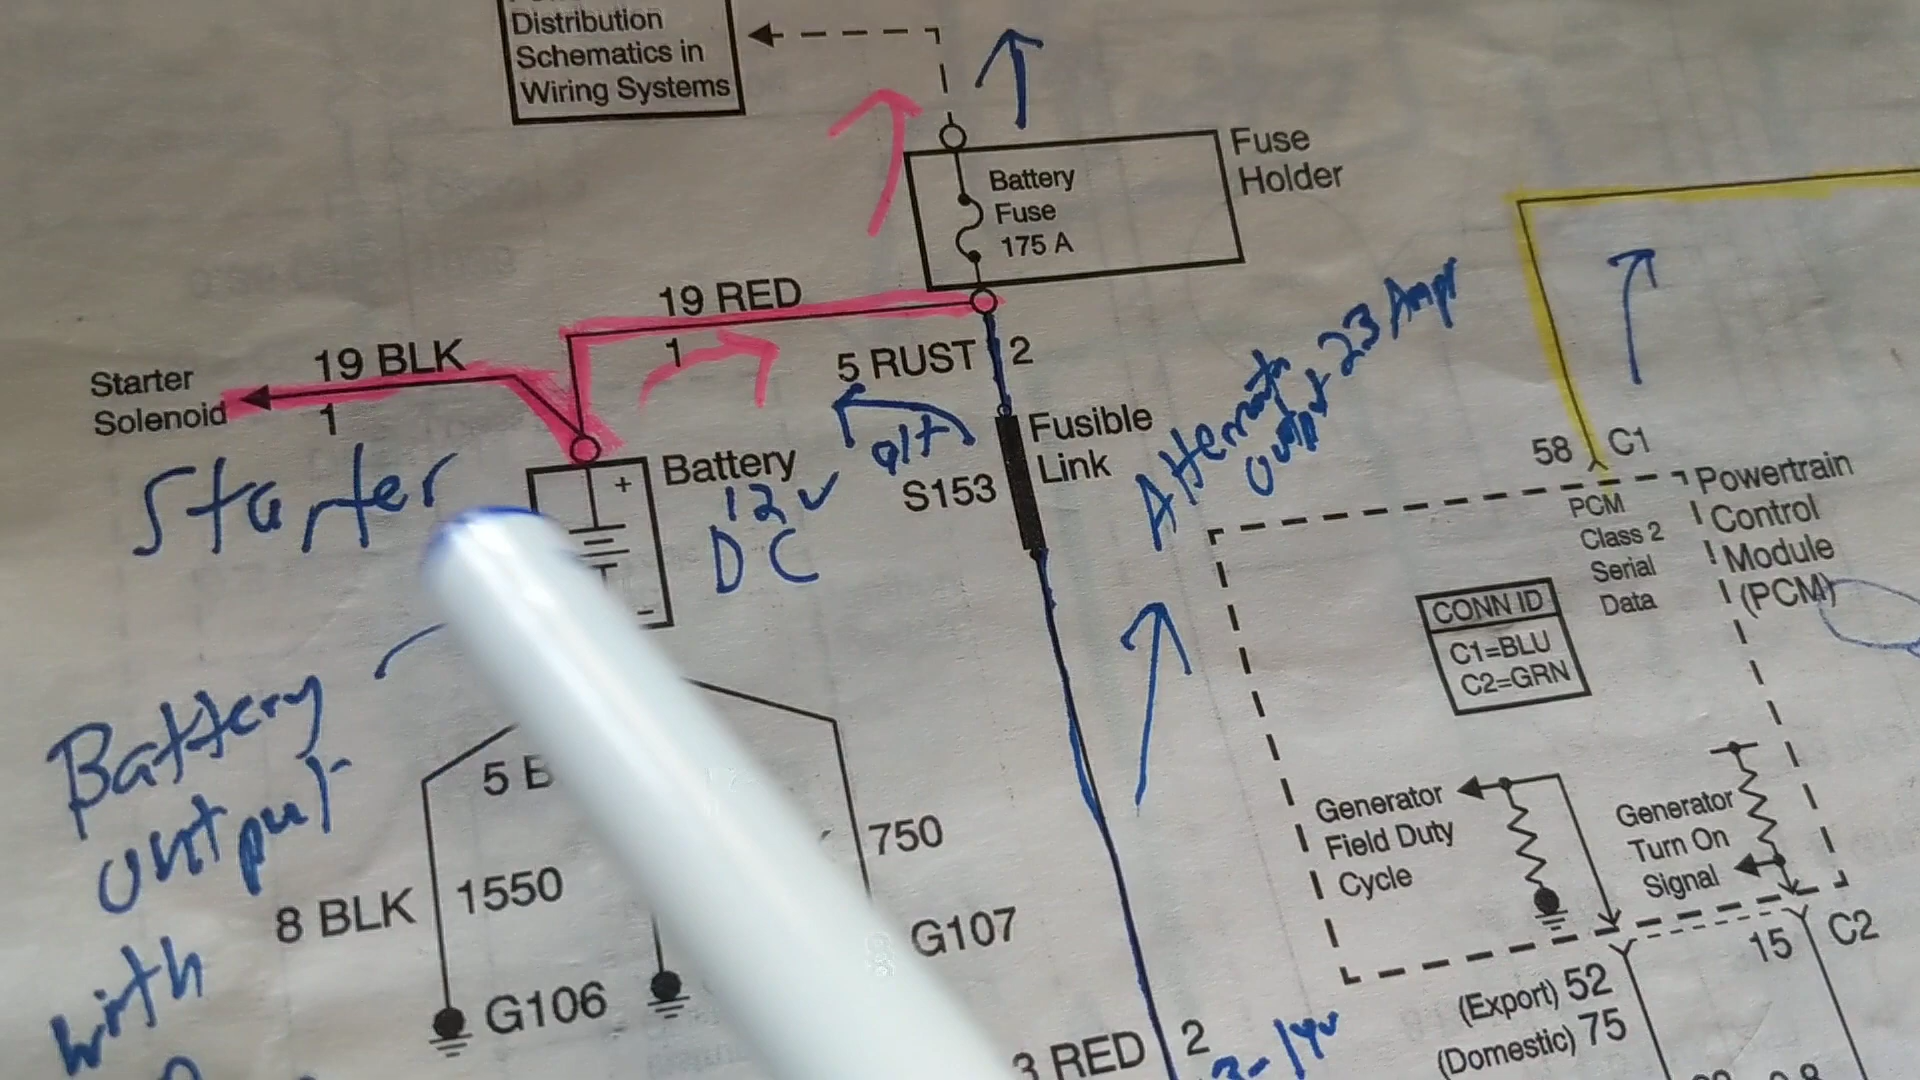 Distribution
Schematics in
Wiring Systems
Fuse
Holder
Battery
Fuse
175 A
19 RED
1
19 BLK
1
Starter
Solenoid
Starter
5 RUST
2
alt
S153
Fusible
Link
Alternator
output 23 Amp
+
-
Battery
12 v
DC
Battery
output
with
5 B
8 BLK
1550
G106
750
G107
3 RED
2
-14v
58
C1
PCM
Class 2
Serial
Data
Powertrain
Control
Module
(PCM)
CONN ID
C1=BLU
C2=GRN
Generator
Field Duty
Cycle
Generator
Turn On
Signal
(Export) 52
(Domestic) 75
15
C2